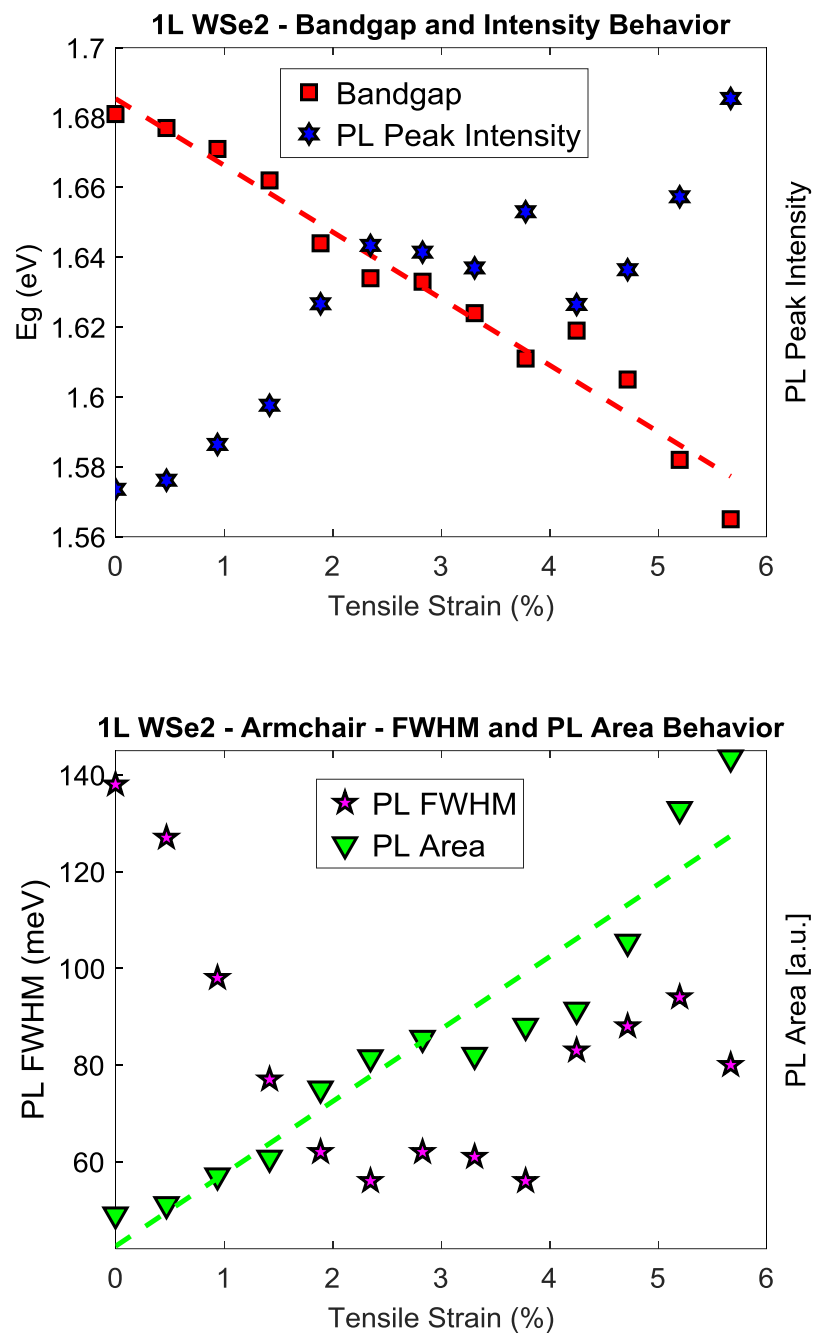 1L WSe2 - Bandgap and Intensity Behavior
1.7
1.68
1.66
1.64
1.62
1.6
1.58
1.56
Eg (eV)
Bandgap
PL Peak Intensity
PL Peak Intensity
0 1 2 3 4 5 6
Tensile Strain (%)
1L WSe2 - Armchair - FWHM and PL Area Behavior
140
120
100
80
60
PL FWHM (meV)
PL FWHM
PL Area
PL Area [a.u.]
0 1 2 3 4 5 6
Tensile Strain (%)